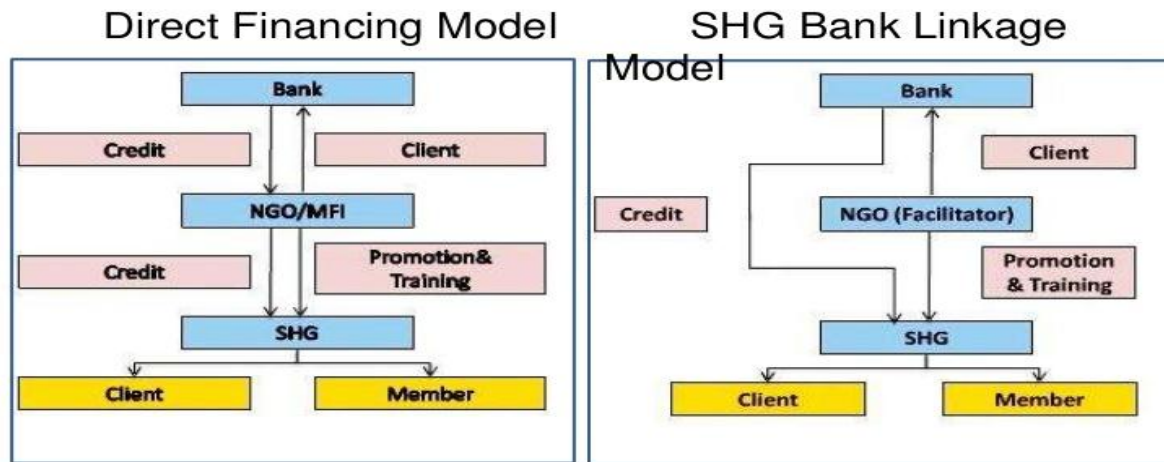 Direct Financing Model
SHG Bank Linkage
Model
Bank
Credit
Client
NGO/MFI
Credit
Promotion&
Training
SHG
Client
Member
Bank
Client
Credit
NGO (Facilitator)
Promotion
& Training
SHG
Client
Member